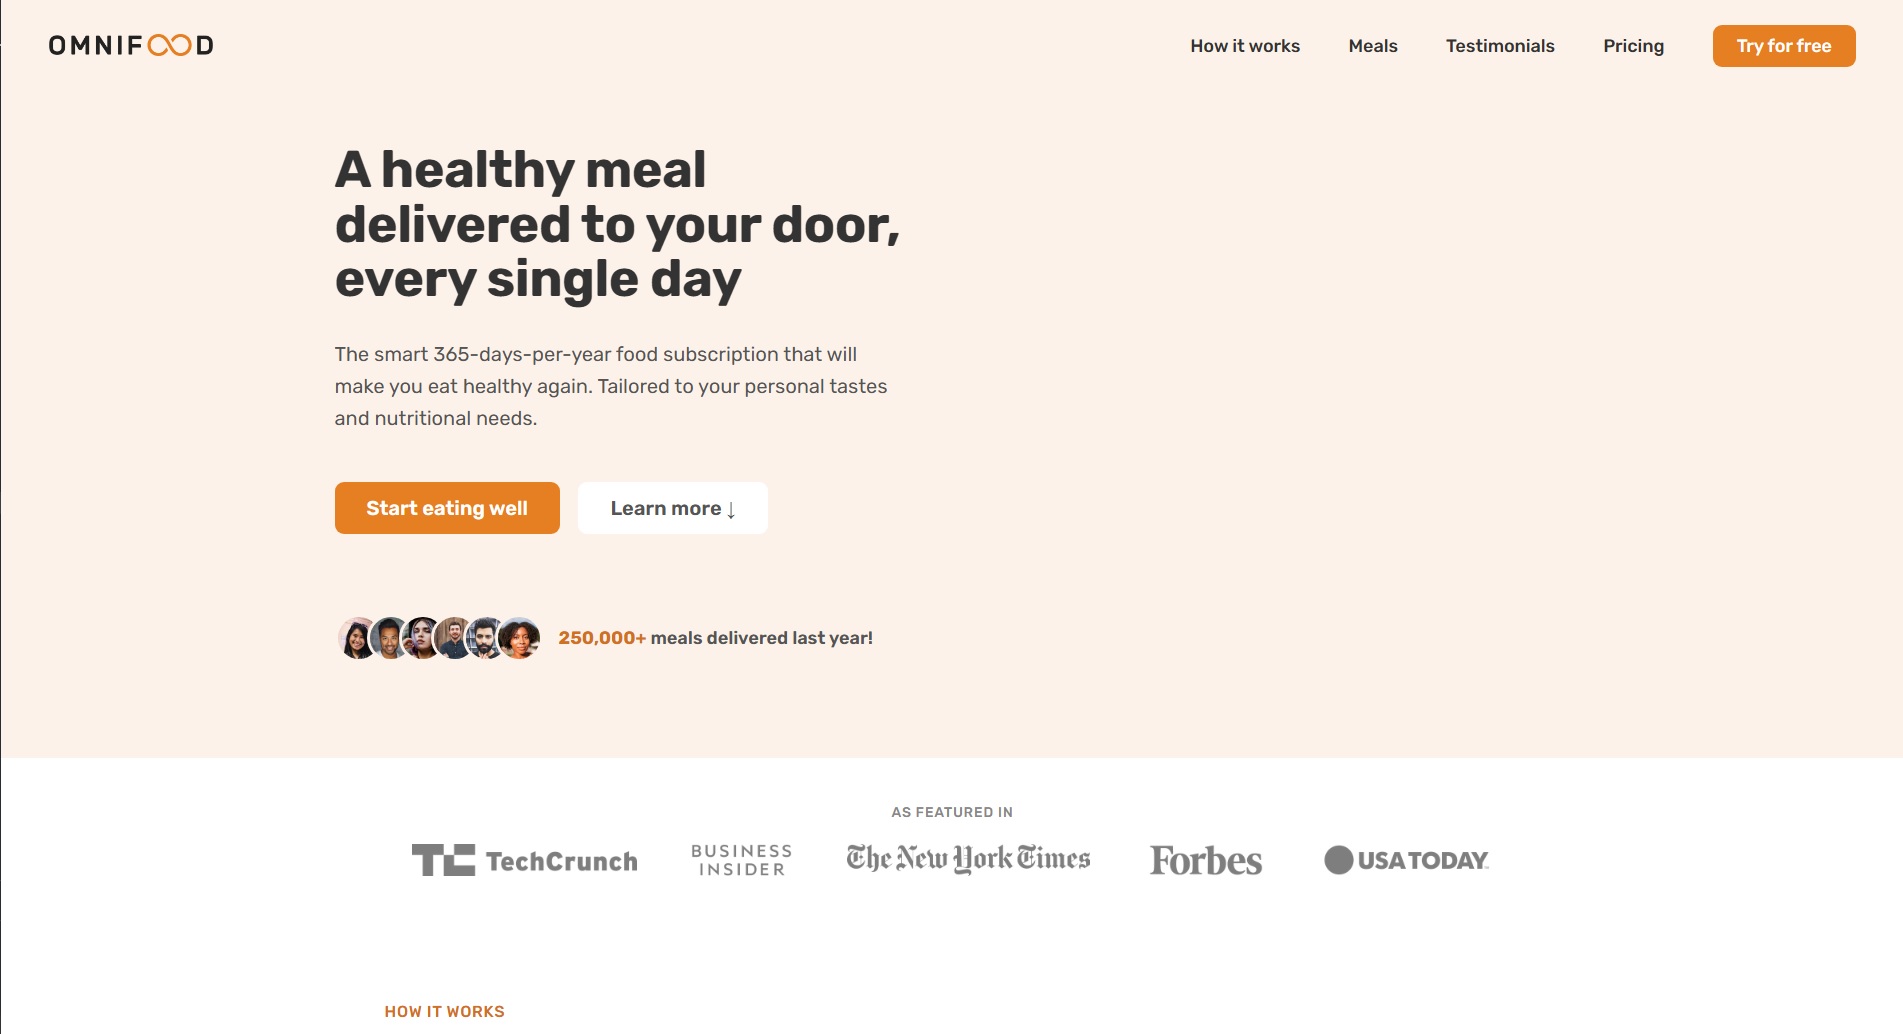 OMNIFOOD
How it works
Meals
Testimonials
Pricing
Try for free
A healthy meal
delivered to your door,
every single day
The smart 365-days-per-year food subscription that will
make you eat healthy again. Tailored to your personal tastes
and nutritional needs.
Start eating well
Learn more ↓
250,000+ meals delivered last year!
AS FEATURED IN
TechCrunch
BUSINESS
INSIDER
The New York Times
Forbes
USA TODAY
HOW IT WORKS